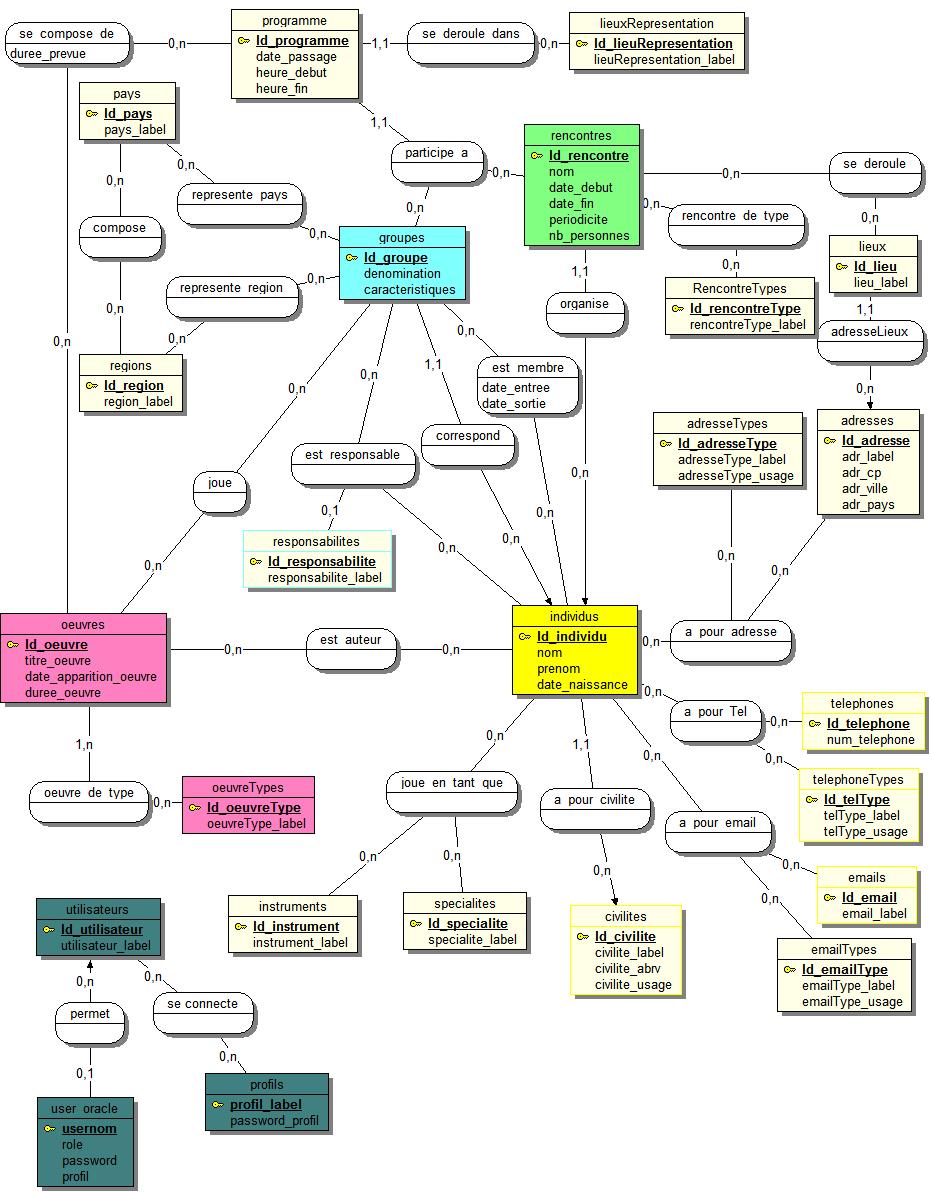 se compose de
duree_prevue
0,n
programme
Id_programme
date_passage
heure_debut
heure_fin
1,1
se deroule dans
0,n
lieuxRepresentation
Id_lieuRepresentation
lieuRepresentation_label
pays
Id_pays
pays_label
1,1
participe a
0,n
rencontres
Id_rencontre
nom
date_debut
date_fin
periodicite
nb_personnes
0,n
se deroule
0,n
0,n
represente pays
0,n
0,n
compose
0,n
0,n
groupes
Id_groupe
denomination
caracteristiques
0,n
rencontre de type
0,n
0,n
lieux
Id_lieu
lieu_label
RencontreTypes
Id_rencontreType
rencontreType_label
1,1
adresseLieux
0,n
represente region
0,n
0,n
1,1
organise
0,n
regions
Id_region
region_label
0,n
0,n
0,n
1,1
0,n
est membre
date_entree
date_sortie
0,n
correspond
0,n
est responsable
0,n
0,1
joue
0,n
adresseTypes
Id_adresseType
adresseType_label
adresseType_usage
adresses
Id_adresse
adr_label
adr_cp
adr_ville
adr_pays
responsabilites
Id_responsabilite
responsabilite_label
0,n
0,n
oeuvres
Id_oeuvre
titre_oeuvre
date_apparition_oeuvre
duree_oeuvre
0,n
est auteur
0,n
individus
Id_individu
nom
prenom
date_naissance
0,n
a pour adresse
0,n
a pour Tel
0,n
telephones
Id_telephone
num_telephone
0,n
telephoneTypes
Id_telType
telType_label
telType_usage
1,n
oeuvre de type
0,n
oeuvreTypes
Id_oeuvreType
oeuvreType_label
0,n
joue en tant que
0,n
0,n
1,1
a pour civilite
0,n
0,n
a pour email
0,n
0,n
emails
Id_email
email_label
instruments
Id_instrument
instrument_label
specialites
Id_specialite
specialite_label
civilites
Id_civilite
civilite_label
civilite_abrv
civilite_usage
emailTypes
Id_emailType
emailType_label
emailType_usage
utilisateurs
Id_utilisateur
utilisateur_label
0,n
permet
0,1
0,n
se connecte
0,n
user oracle
usernom
role
password
profil
profils
profil_label
password_profil